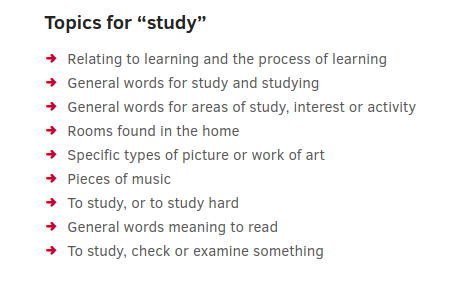 Topics for “study”
Relating to learning and the process of learning
General words for study and studying
General words for areas of study, interest or activity
Rooms found in the home
Specific types of picture or work of art
Pieces of music
To study, or to study hard
General words meaning to read
To study, check or examine something